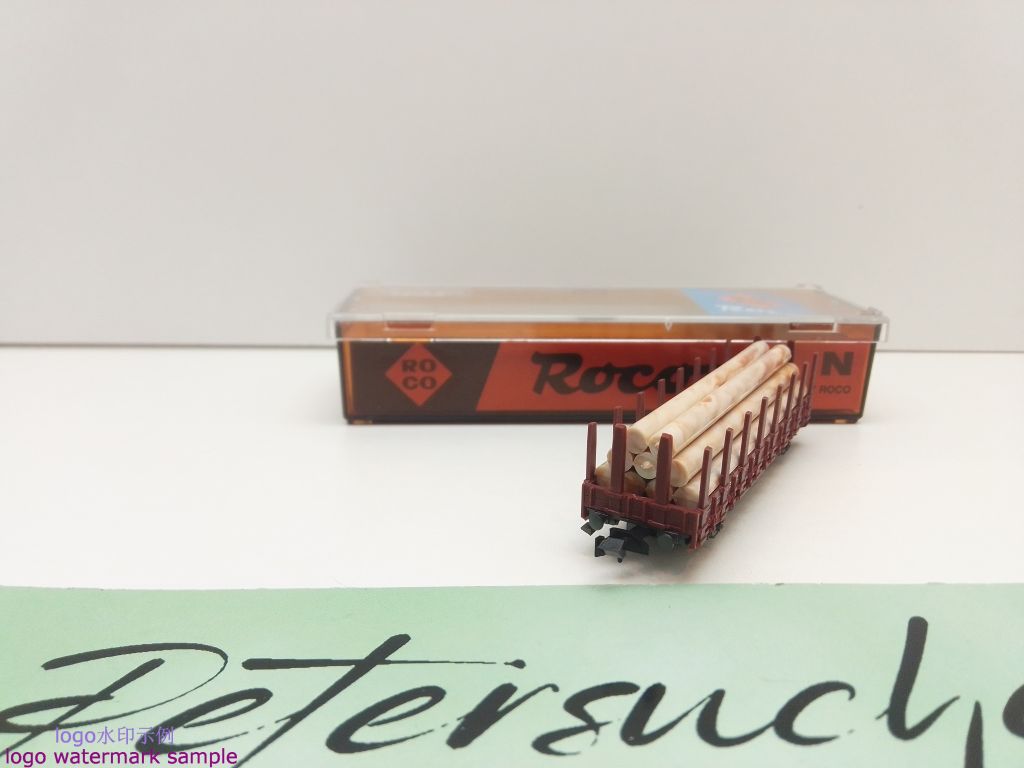 RO
CO
Roco
N
ROCO
Petersuch
logo水印示例
logo watermark sample